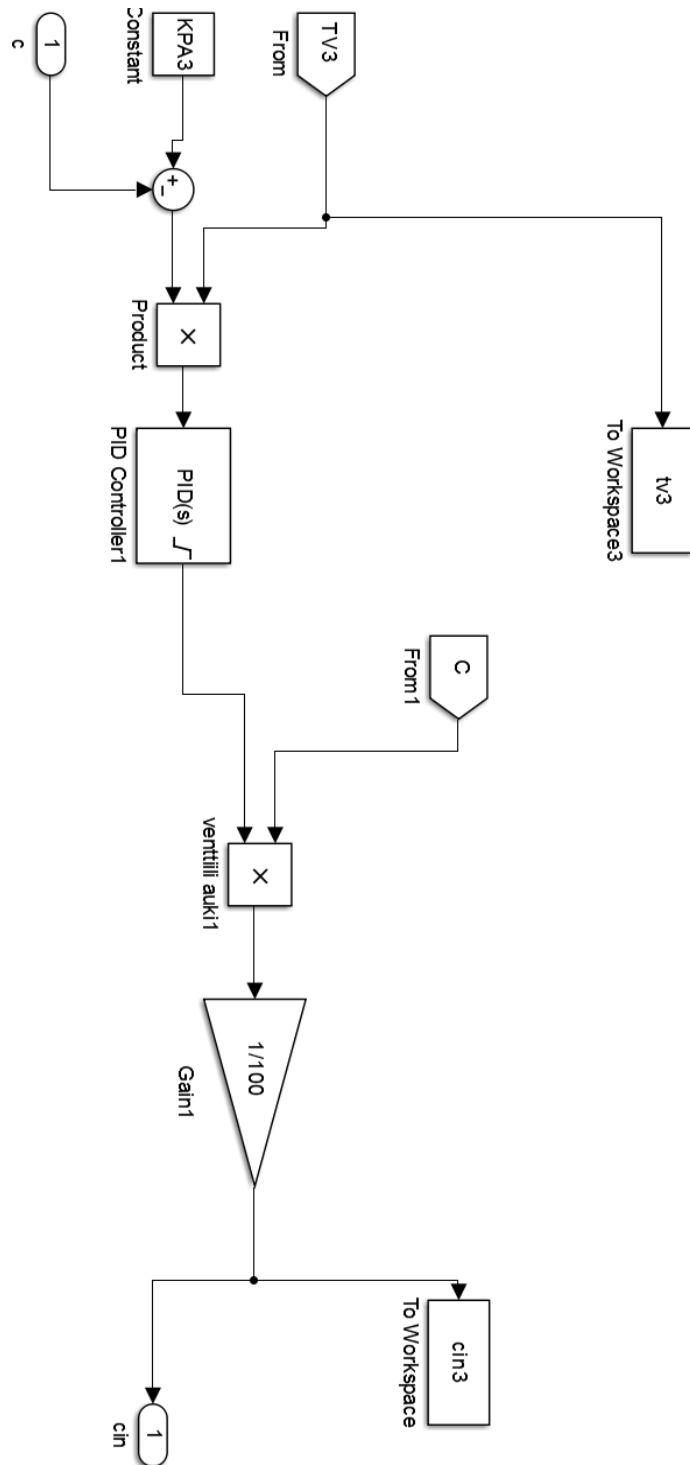 TV3
From
KPA3
Constant
1
c
+
−
×
Product
tv3
To Workspace3
PID(s)
PID Controller1
C
From1
×
venttiili auki1
1/100
Gain1
cin3
To Workspace
1
cin